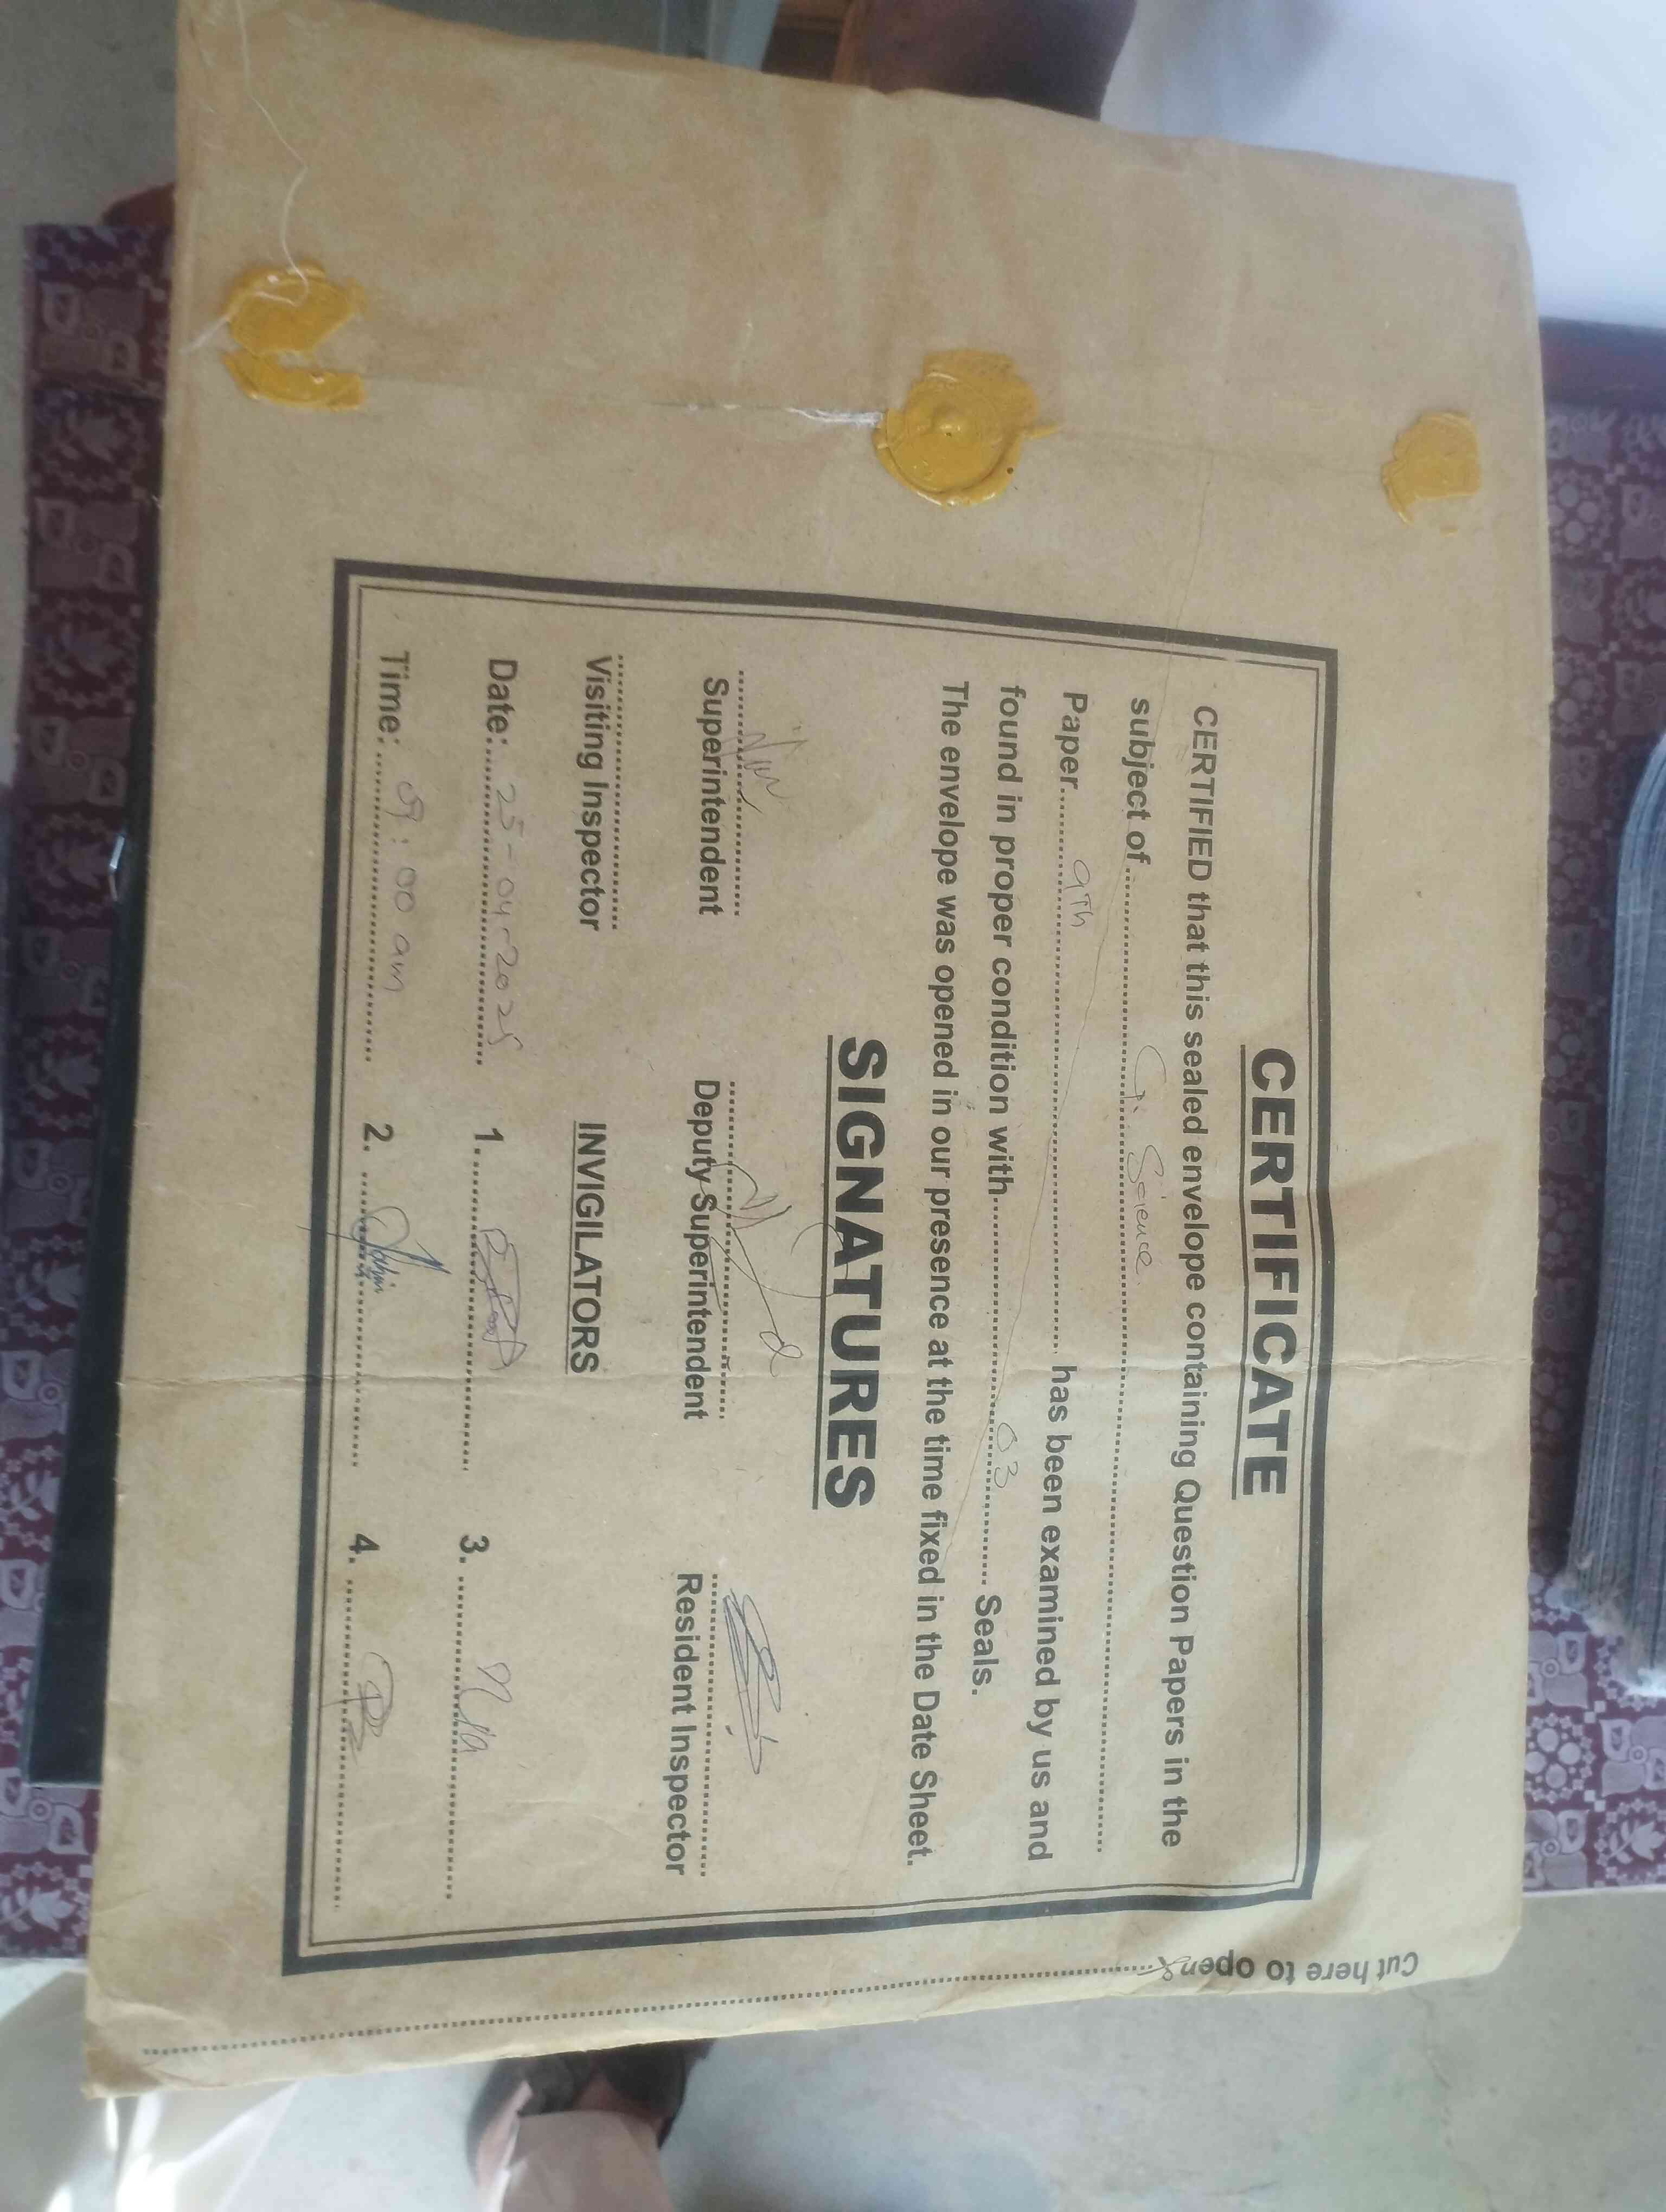 CERTIFICATE
CERTIFIED that this sealed envelope containing Question Papers in the
subject of.......... G. Science ..........
Paper.......... 9Th .......... has been examined by us and
found in proper condition with.......... 03 .......... Seals.
The envelope was opened in our presence at the time fixed in the Date Sheet.
SIGNATURES
Superintendent Deputy Superintendent Resident Inspector
Visiting Inspector INVIGILATORS
Date: 25-04-2025 1. 3.
Time: 09:00 am 2. 4.
Cut here to open